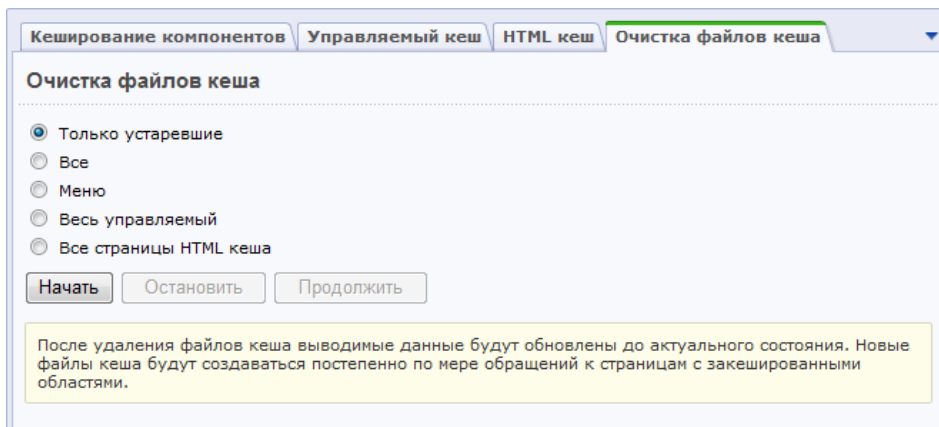 Кеширование компонентов Управляемый кеш HTML кеш Очистка файлов кеша
Очистка файлов кеша
Только устаревшие
Все
Меню
Весь управляемый
Все страницы HTML кеша
Начать Остановить Продолжить
После удаления файлов кеша выводимые данные будут обновлены до актуального состояния. Новые
файлы кеша будут создаваться постепенно по мере обращений к страницам с закешированными
областями.